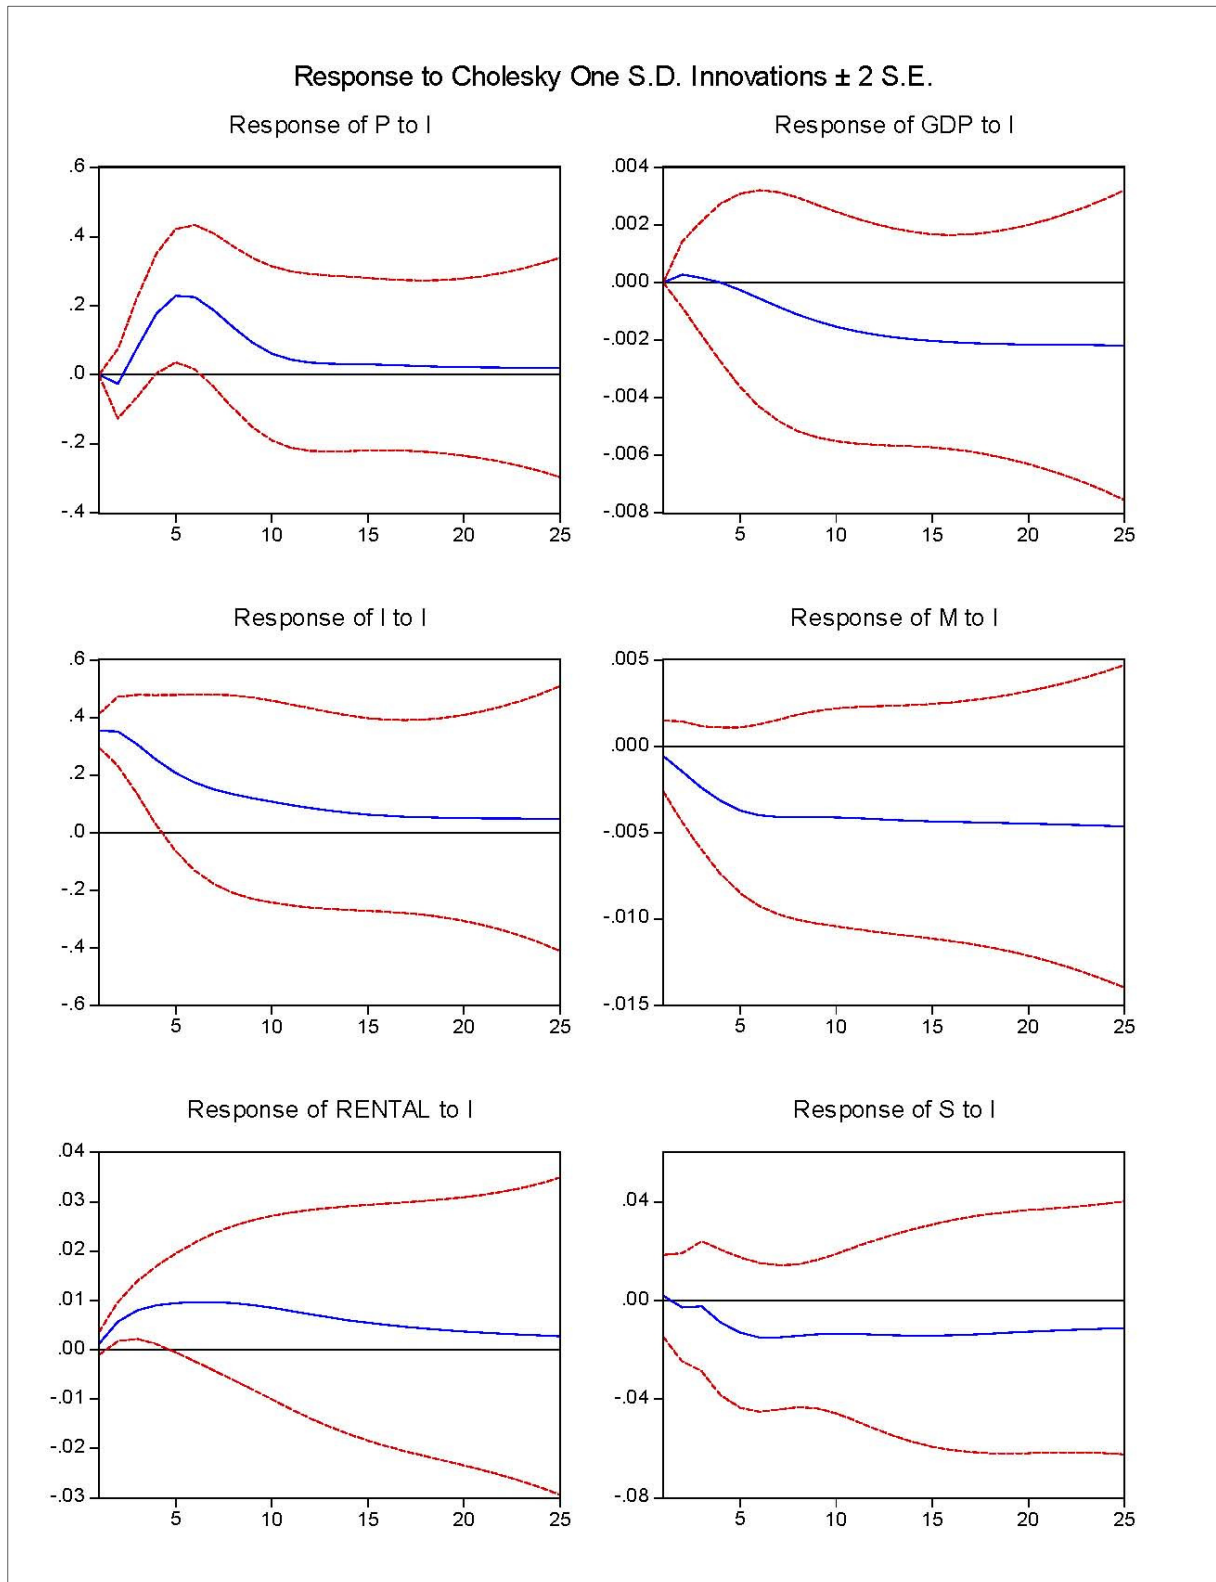 Response to Cholesky One S.D. Innovations ± 2 S.E.
Response of P to I
.6
.4
.2
.0
-.2
-.4
5 10 15 20 25
Response of GDP to I
.004
.002
.000
-.002
-.004
-.006
-.008
5 10 15 20 25
Response of I to I
.6
.4
.2
.0
-.2
-.4
-.6
5 10 15 20 25
Response of M to I
.005
.000
-.005
-.010
-.015
5 10 15 20 25
Response of RENTAL to I
.04
.03
.02
.01
.00
-.01
-.02
-.03
5 10 15 20 25
Response of S to I
.04
.00
-.04
-.08
5 10 15 20 25